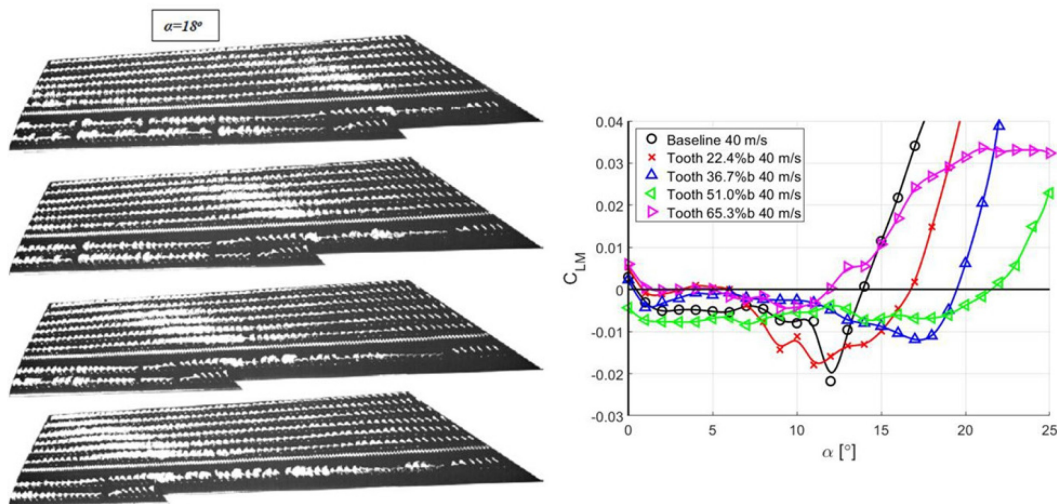 α=18°
Baseline 40 m/s
Tooth 22.4%b 40 m/s
Tooth 36.7%b 40 m/s
Tooth 51.0%b 40 m/s
Tooth 65.3%b 40 m/s
0.04
0.03
0.02
0.01
0
-0.01
-0.02
-0.03
C_LM
0 5 10 15 20 25
α [°]